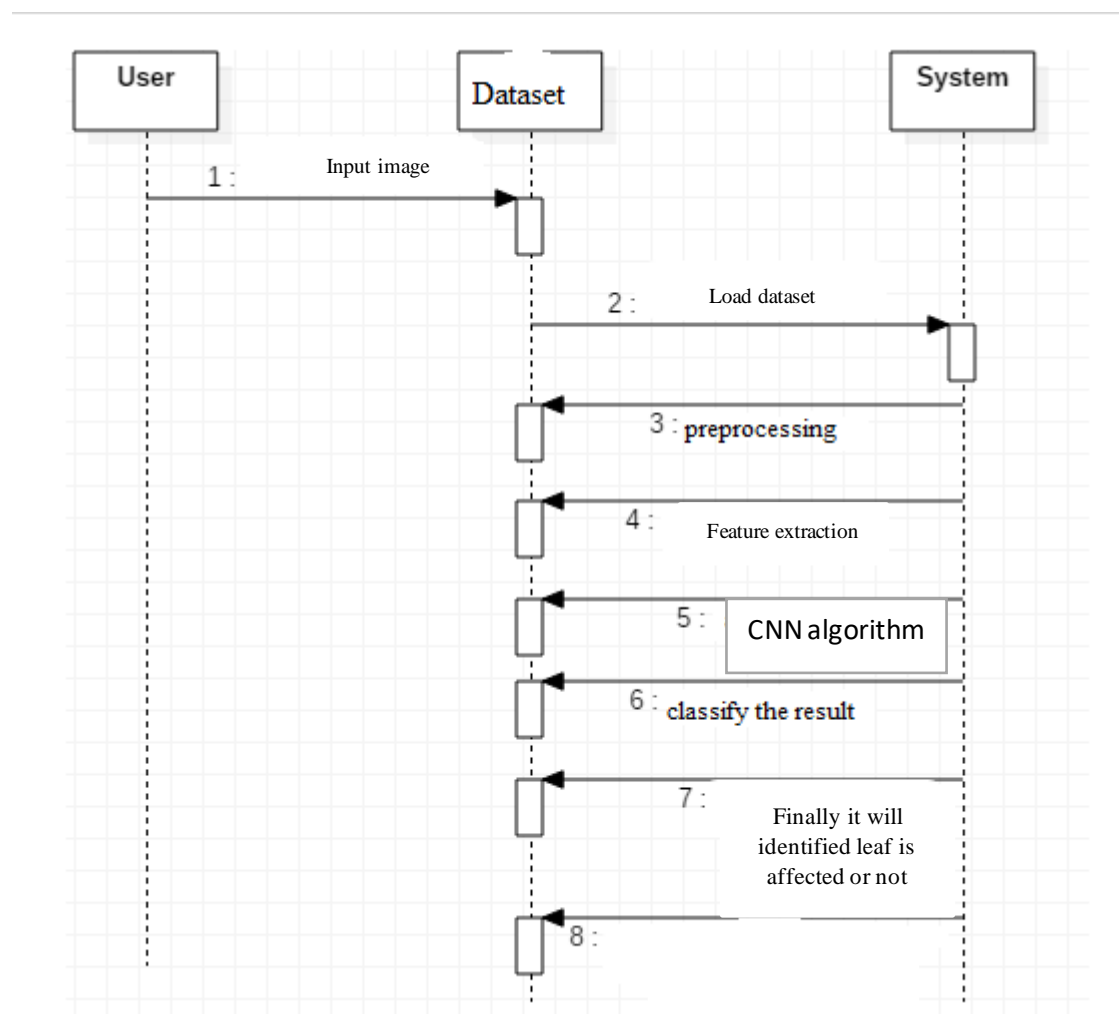 User
Dataset
System
1 : Input image
2 : Load dataset
3 : preprocessing
4 : Feature extraction
5 : CNN algorithm
6 : classify the result
7 : Finally it will
identified leaf is
affected or not
8 :